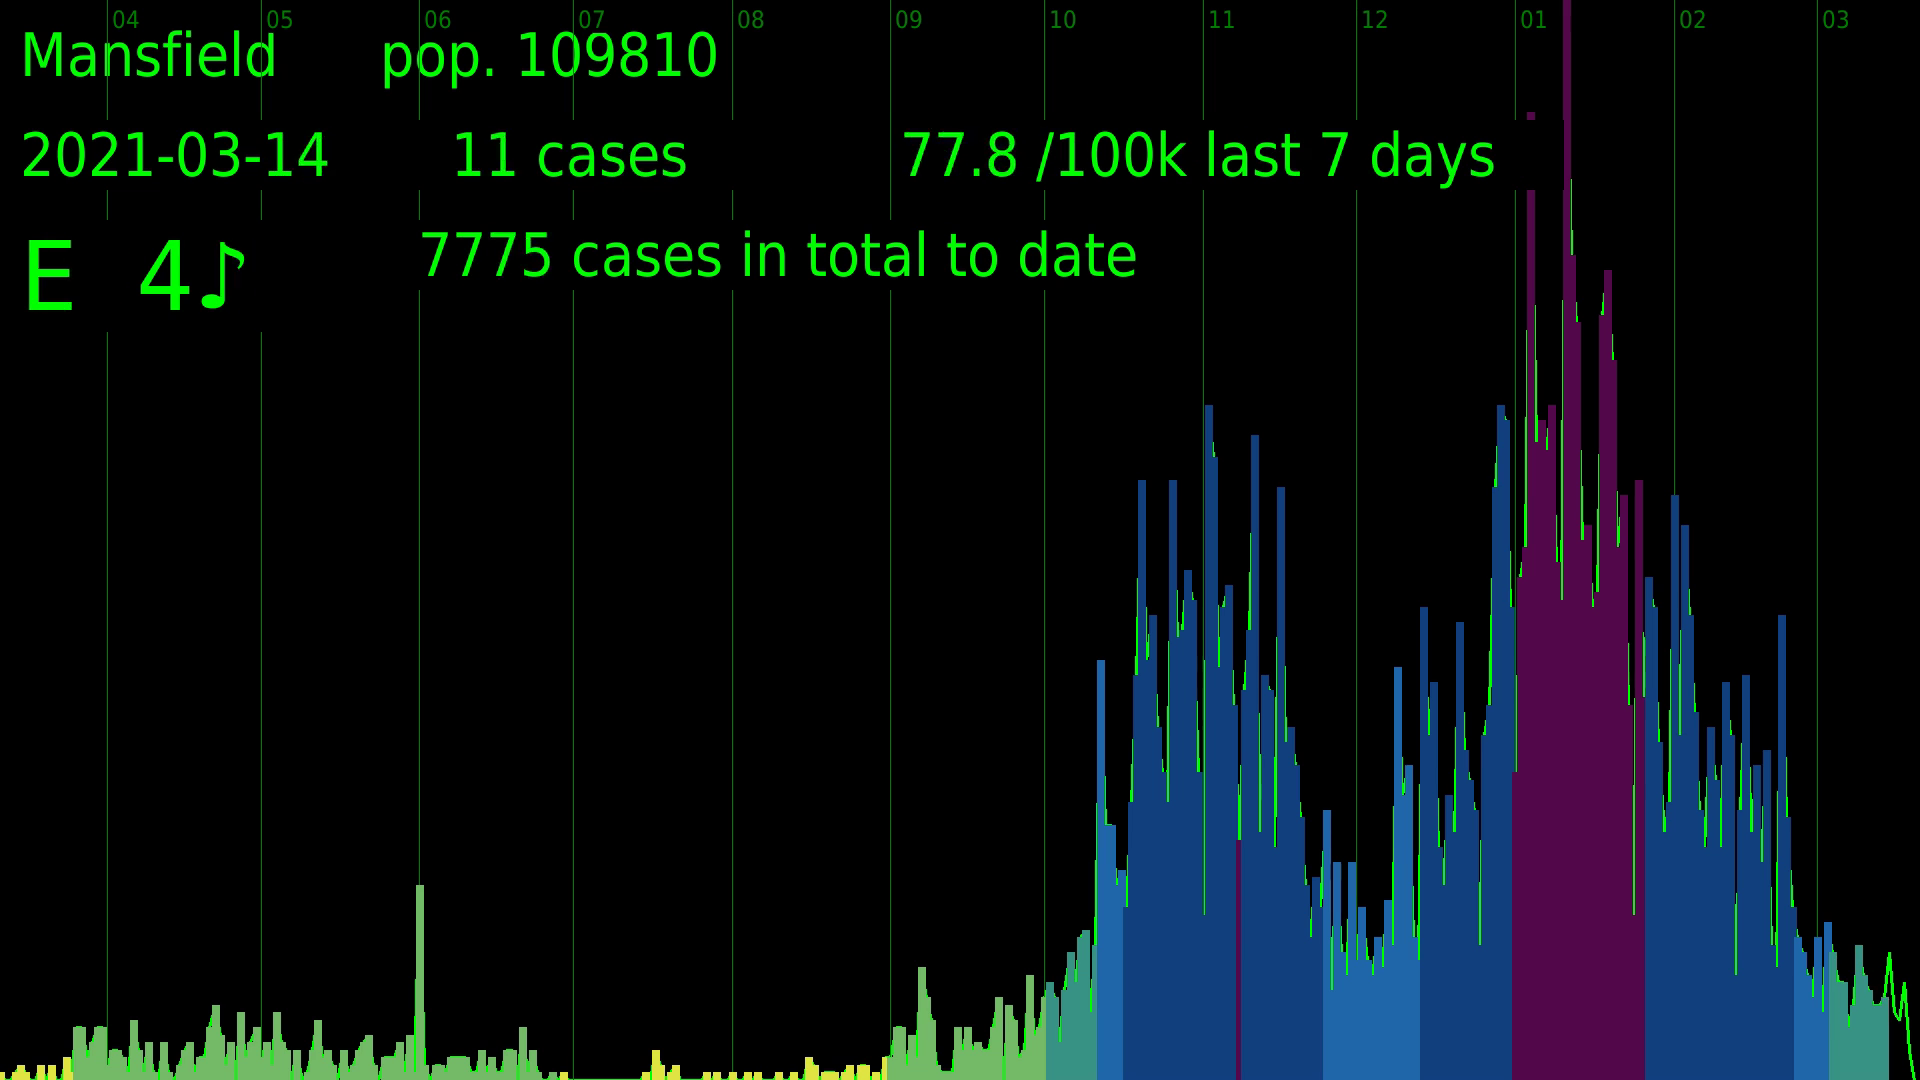 04 05 06 07 08 09 10 11 12 01 02 03
Mansfield pop. 109810
2021-03-14 11 cases 77.8 /100k last 7 days
E 4♪ 7775 cases in total to date